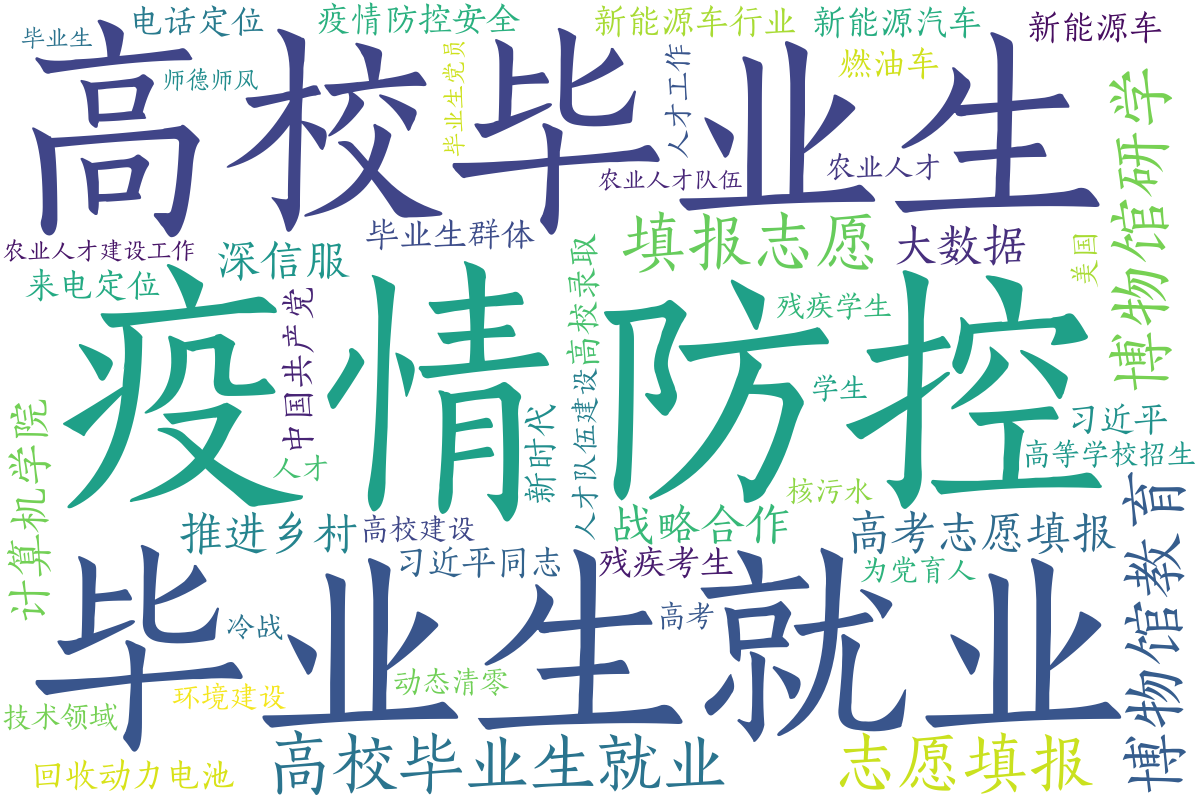 毕业生
电话定位
疫情防控安全
新能源车行业
新能源汽车
新能源车
师德师风
毕业生党员
人才工作
燃油车
高校毕业生
农业人才队伍
农业人才
博物馆研学
农业人才建设工作
深信服
毕业生群体
填报志愿
大数据
美国
来电定位
中国共产党
高校录取
残疾学生
疫情防控
学生
习近平
高等学校招生
计算机学院
人才
新时代
人才队伍建设
核污水
推进乡村
高校建设
战略合作
高考志愿填报
博物馆教育
习近平同志
残疾考生
为党育人
毕业生就业
冷战
高考
技术领域
环境建设
动态清零
回收动力电池
高校毕业生就业
志愿填报